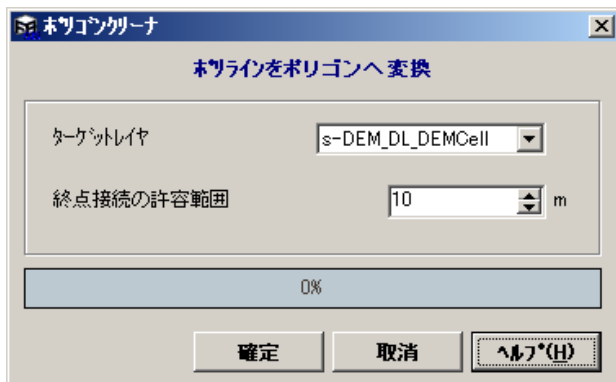 ポリゴンクリーナ
ポリラインをポリゴンへ変換
ターゲットレイヤ
s-DEM_DL_DEMCell
終点接続の許容範囲
10
m
0%
確定
取消
ヘルプ(H)